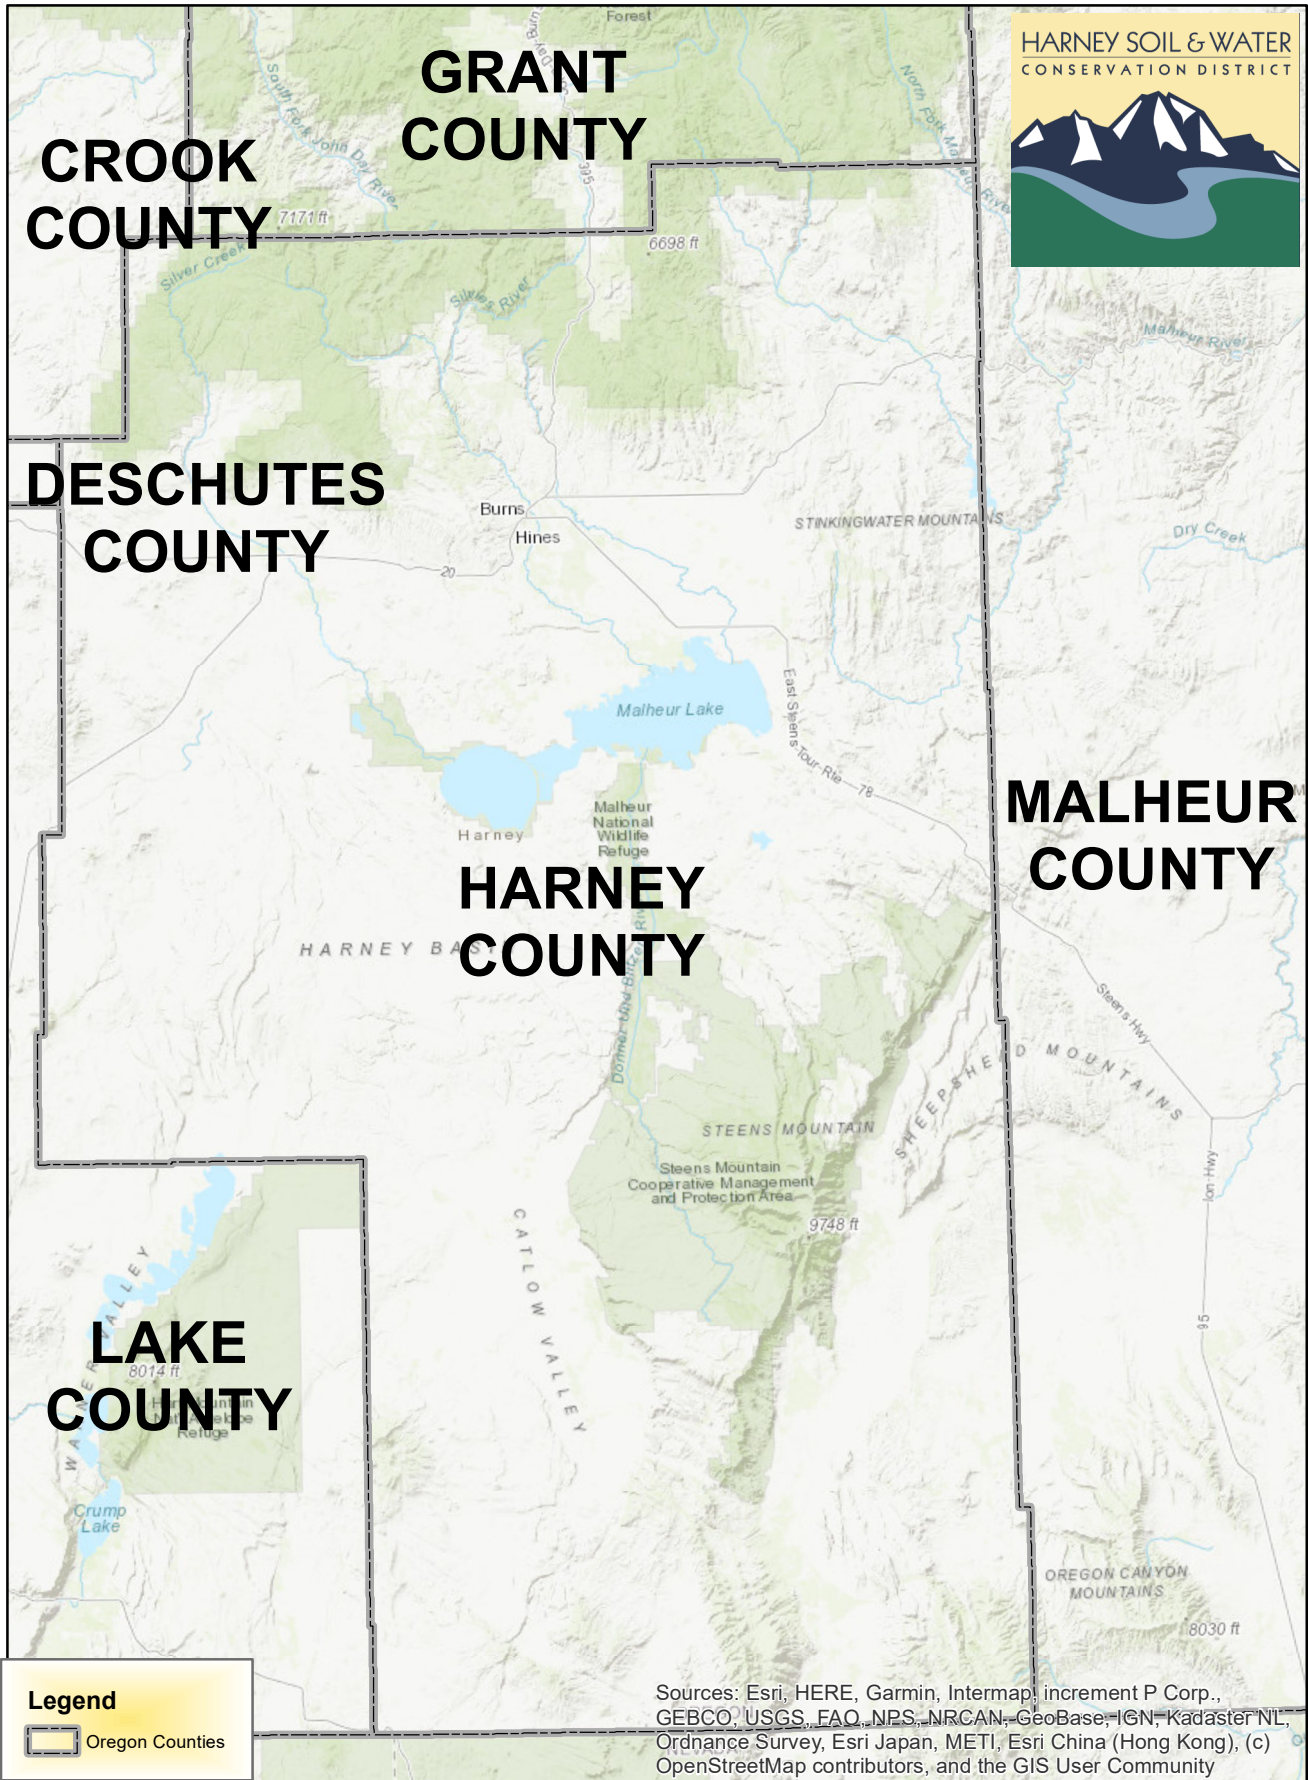 Forest
HARNEY SOIL & WATER
CONSERVATION DISTRICT
GRANT
COUNTY
South Fork John Day River
395
North Fork
River
CROOK
COUNTY
7171 ft
6698 ft
Silver Creek
Silvies River
Malheur River
DESCHUTES
COUNTY
Burns
Hines
20
STINKINGWATER MOUNTAINS
Dry Creek
Malheur Lake
East Steens Tour Rte 78
Harney
Malheur
National
Wildlife
Refuge
MALHEUR
COUNTY
HARNEY
COUNTY
HARNEY
Donner Und Blitzen
Steens Hwy
SHEEPSHEAD MOUNTAINS
STEENS MOUNTAIN
Steens Mountain
Cooperative Management
and Protection Area
9748 ft
Ion Hwy
95
CATLOW VALLEY
VALLEY
LAKE
COUNTY
8014 ft
Refuge
Crump
Lake
OREGON CANYON
MOUNTAINS
8030 ft
Legend
Oregon Counties
Sources: Esri, HERE, Garmin, Intermap, increment P Corp.,
GEBCO, USGS, FAO, NPS, NRCAN, GeoBase, IGN, Kadaster NL,
Ordnance Survey, Esri Japan, METI, Esri China (Hong Kong), (c)
OpenStreetMap contributors, and the GIS User Community
NEVADA